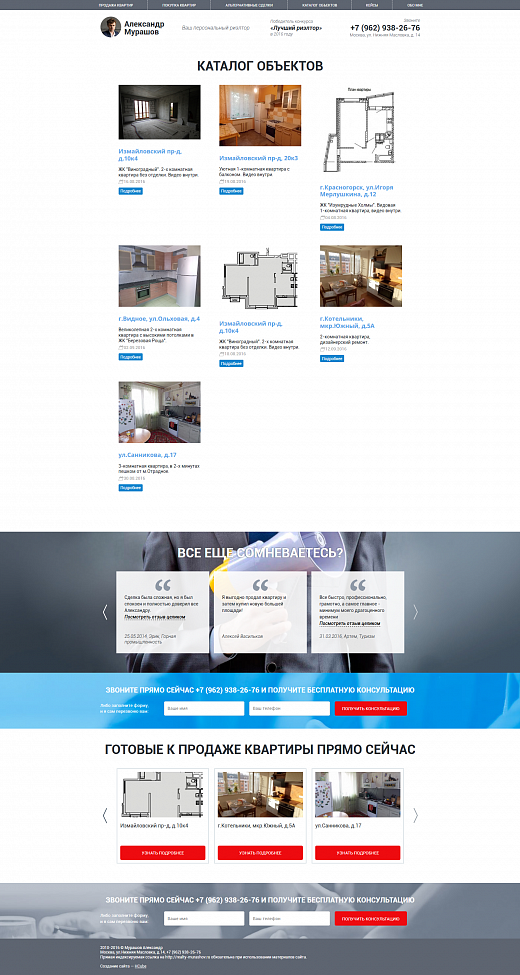 ПРОДАЖА КВАРТИР ПОКУПКА КВАРТИР АЛЬТЕРНАТИВНЫЕ СДЕЛКИ КАТАЛОГ ОБЪЕКТОВ КЕЙСЫ ОБО МНЕ
Александр
Мурашов
Ваш персональный риэлтор
Победитель конкурса
«Лучший риэлтор»
в 2010 году
Звоните
+7 (962) 938-26-76
Москва, ул. Нижняя Масловка, д. 14
КАТАЛОГ ОБЪЕКТОВ
Измайловский пр-д,
д.10к4
ЖК "Виноградный". 2-х комнатная
квартира без отделки. Видео внутри
Подробнее
Измайловский пр-д, 20к3
Уютная 1-комнатная квартира с
балконом. Видео внутри
Подробнее
План квартиры
г.Красногорск, ул.Игоря
Мерлушкина, д.12
ЖК "Изумрудные Холмы". Видовая
1-комнатная квартира, видео внутри
Подробнее
г.Видное, ул.Ольховая, д.4
Великолепная 2-х комнатная
квартира с высокими потолками в
ЖК "Березовая Роща".
Подробнее
Измайловский пр-д,
д.10к4
ЖК "Виноградный". 2-х комнатная
квартира без отделки. Видео внутри
Подробнее
г.Котельники,
мкр.Южный, д.5А
2-комнатная квартира,
дизайнерский ремонт.
Подробнее
ул.Санникова, д.17
3-комнатная квартира, в 2-х минутах
пешком от м.Отрадное
Подробнее
ВСЕ ЕЩЕ СОМНЕВАЕТЕСЬ?
Сделка была сложная, но я был
спокоен и полностью доверял все
Александру.
Посмотреть отзыв целиком
25.05.2014, Эрик, Горная
промышленность
Я выгодно продал квартиру и
затем купил новую большей
площади!
Алексей Васильков
Все быстро, профессионально,
грамотно, а самое главное -
минимум моего драгоценного
времени
Посмотреть отзыв целиком
31.03.2016, Артем, Туризм
ЗВОНИТЕ ПРЯМО СЕЙЧАС +7 (962) 938-26-76 И ПОЛУЧИТЕ БЕСПЛАТНУЮ КОНСУЛЬТАЦИЮ
Либо заполните форму,
и я сам перезвоню вам:
Ваше имя
Ваш телефон
ПОЛУЧИТЬ КОНСУЛЬТАЦИЮ
ГОТОВЫЕ К ПРОДАЖЕ КВАРТИРЫ ПРЯМО СЕЙЧАС
Измайловский пр-д, д.10к4
г.Котельники, мкр.Южный, д.5А
ул.Санникова, д.17
УЗНАТЬ ПОДРОБНЕЕ
УЗНАТЬ ПОДРОБНЕЕ
УЗНАТЬ ПОДРОБНЕЕ
ЗВОНИТЕ ПРЯМО СЕЙЧАС +7 (962) 938-26-76 И ПОЛУЧИТЕ БЕСПЛАТНУЮ КОНСУЛЬТАЦИЮ
Либо заполните форму,
и я сам перезвоню вам:
Ваше имя
Ваш телефон
ПОЛУЧИТЬ КОНСУЛЬТАЦИЮ
2010-2016 © Мурашов Александр
Москва, ул.Нижняя Масловка, д.14, +7 (962) 938-26-76
Прямая индексируемая ссылка на http://realty-murashov.ru обязательна при использовании материалов сайта.
Создание сайта —